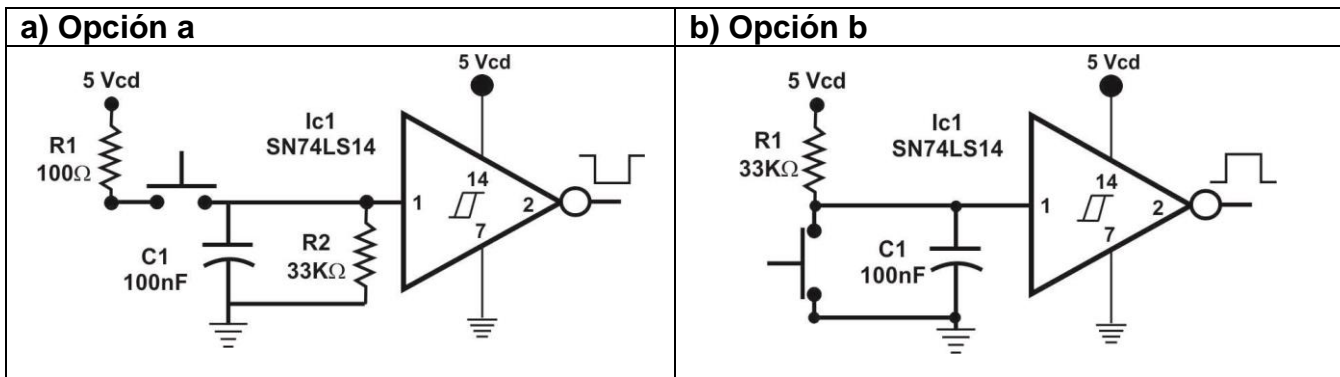 a) Opción a
b) Opción b
5 Vcd
R1
100Ω
Ic1
SN74LS14
14
1
2
7
C1
100nF
R2
33KΩ
5 Vcd
5 Vcd
R1
33KΩ
Ic1
SN74LS14
14
1
2
7
C1
100nF
5 Vcd